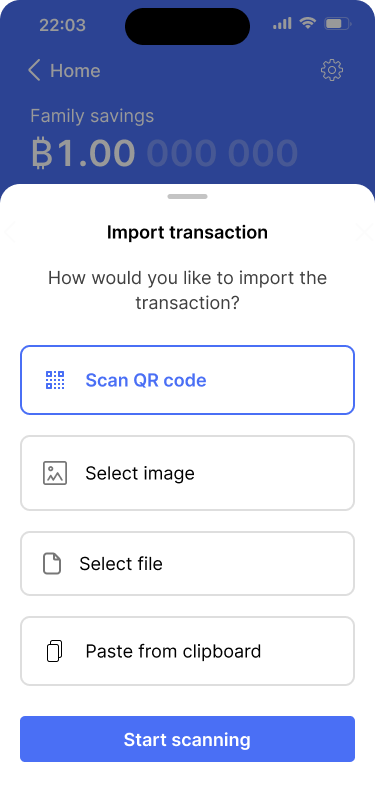 22:03
Home
Family savings
₿1.00 000 000
Import transaction
How would you like to import the
transaction?
Scan QR code
Select image
Select file
Paste from clipboard
Start scanning